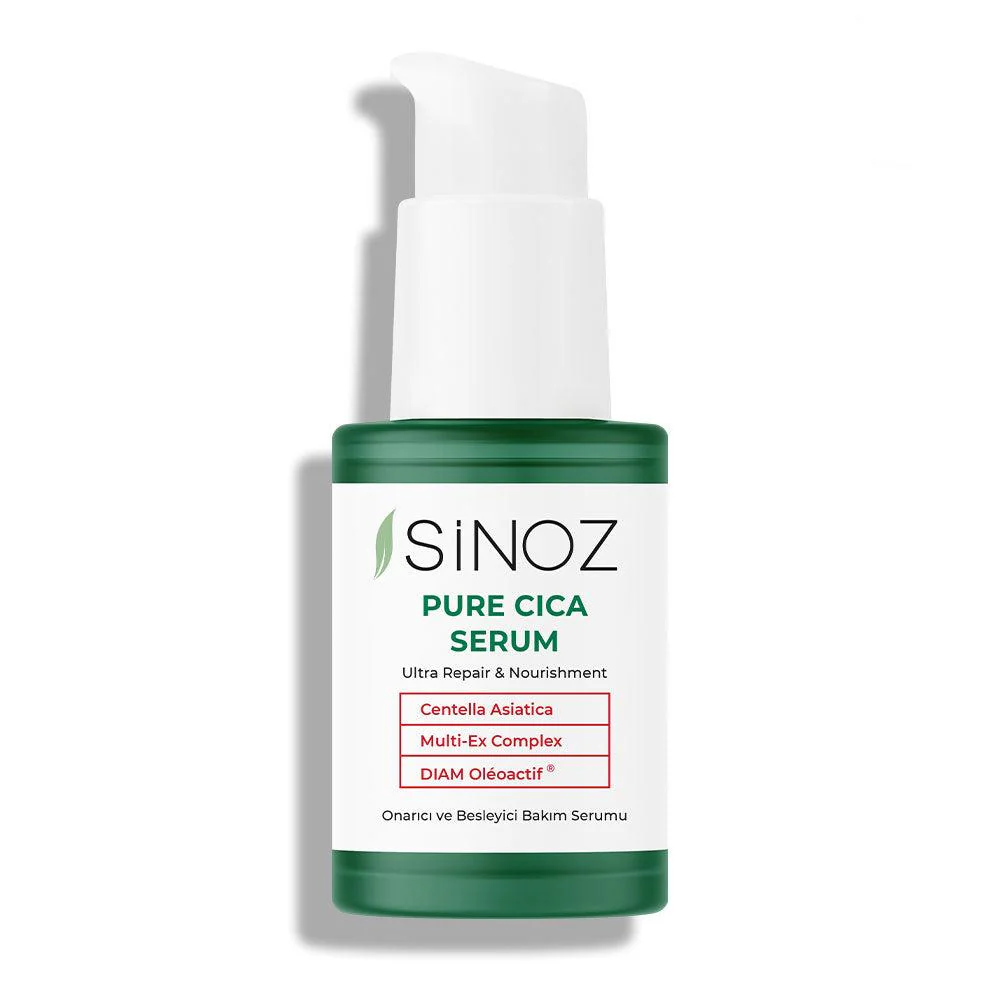 SiNOZ
PURE CICA
SERUM
Ultra Repair & Nourishment
Centella Asiatica
Multi-Ex Complex
DIAM Oléoactif ®
Onarıcı ve Besleyici Bakım Serumu